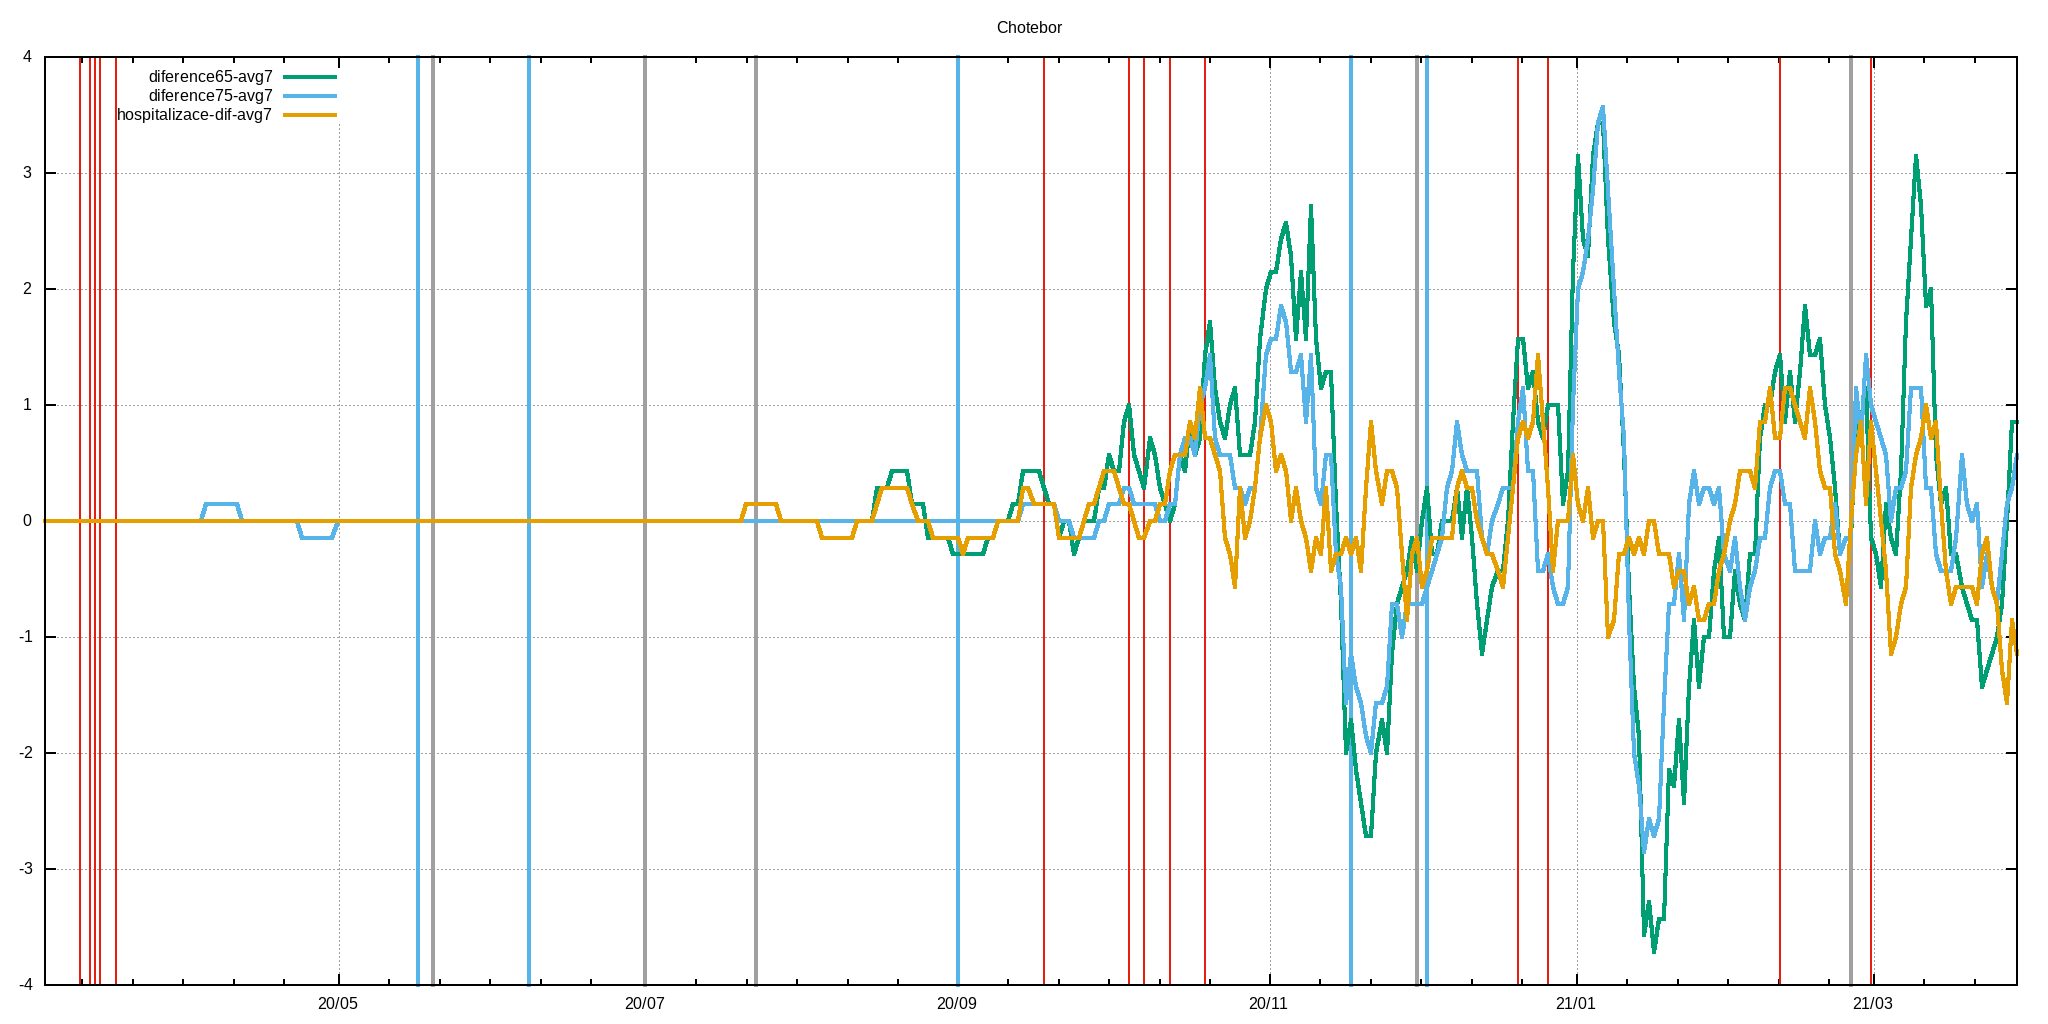 Chotebor
diference65-avg7
diference75-avg7
hospitalizace-dif-avg7
4
3
2
1
0
-1
-2
-3
-4
20/05 20/07 20/09 20/11 21/01 21/03